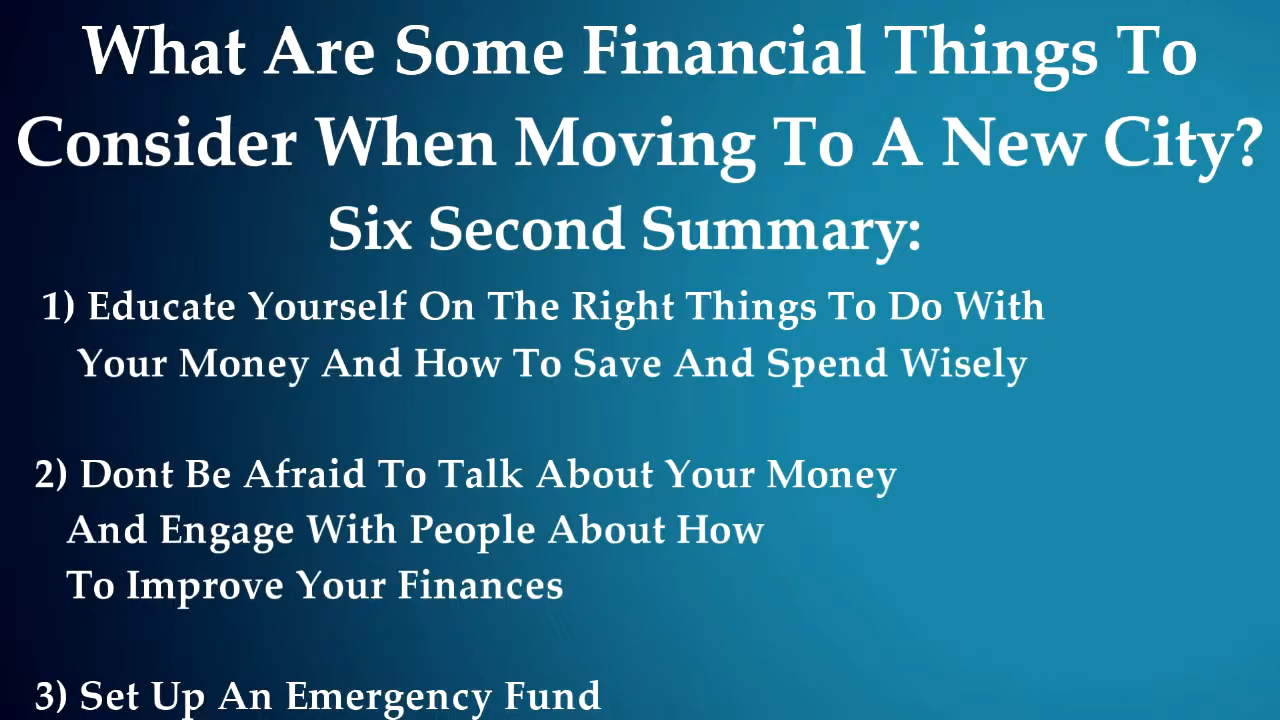 What Are Some Financial Things To
Consider When Moving To A New City?
Six Second Summary:
1) Educate Yourself On The Right Things To Do With
Your Money And How To Save And Spend Wisely
2) Dont Be Afraid To Talk About Your Money
And Engage With People About How
To Improve Your Finances
3) Set Up An Emergency Fund